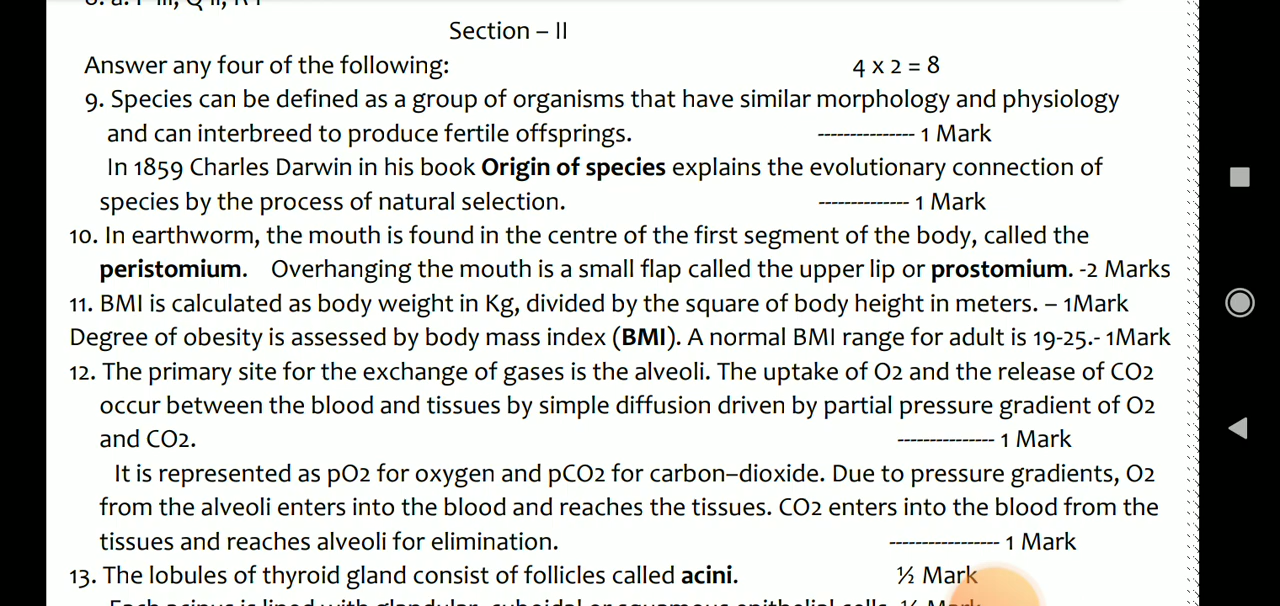 Section – II
Answer any four of the following: 4 x 2 = 8
9. Species can be defined as a group of organisms that have similar morphology and physiology
and can interbreed to produce fertile offsprings. --------------- 1 Mark
In 1859 Charles Darwin in his book Origin of species explains the evolutionary connection of
species by the process of natural selection. -------------- 1 Mark
10. In earthworm, the mouth is found in the centre of the first segment of the body, called the
peristomium. Overhanging the mouth is a small flap called the upper lip or prostomium. -2 Marks
11. BMI is calculated as body weight in Kg, divided by the square of body height in meters. – 1Mark
Degree of obesity is assessed by body mass index (BMI). A normal BMI range for adult is 19-25.- 1Mark
12. The primary site for the exchange of gases is the alveoli. The uptake of O2 and the release of CO2
occur between the blood and tissues by simple diffusion driven by partial pressure gradient of O2
and CO2. --------------- 1 Mark
It is represented as pO2 for oxygen and pCO2 for carbon–dioxide. Due to pressure gradients, O2
from the alveoli enters into the blood and reaches the tissues. CO2 enters into the blood from the
tissues and reaches alveoli for elimination. ----------------- 1 Mark
13. The lobules of thyroid gland consist of follicles called acini. ½ Mark
Each acinus is lined with glandular, cuboidal or squamous epithelial cells.